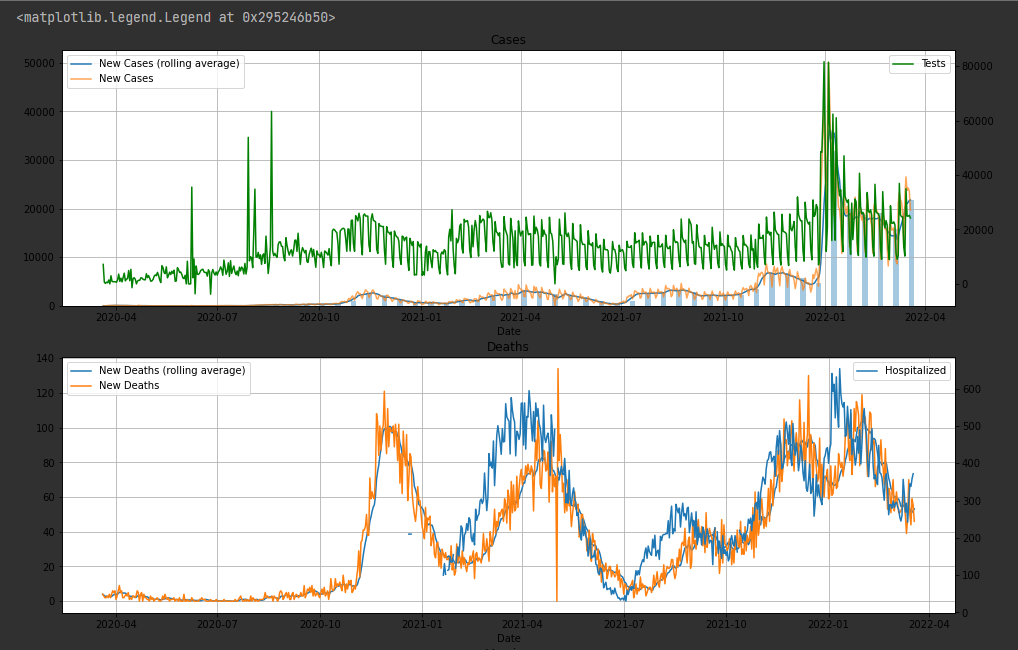 <matplotlib.legend.Legend at 0x295246b50>
Cases
New Cases (rolling average)
New Cases
Tests
50000
40000
30000
20000
10000
0
80000
60000
40000
20000
0
2020-04 2020-07 2020-10 2021-01 2021-04 2021-07 2021-10 2022-01 2022-04
Date
Deaths
New Deaths (rolling average)
New Deaths
Hospitalized
140
120
100
80
60
40
20
0
600
500
400
300
200
100
0
2020-04 2020-07 2020-10 2021-01 2021-04 2021-07 2021-10 2022-01 2022-04
Date